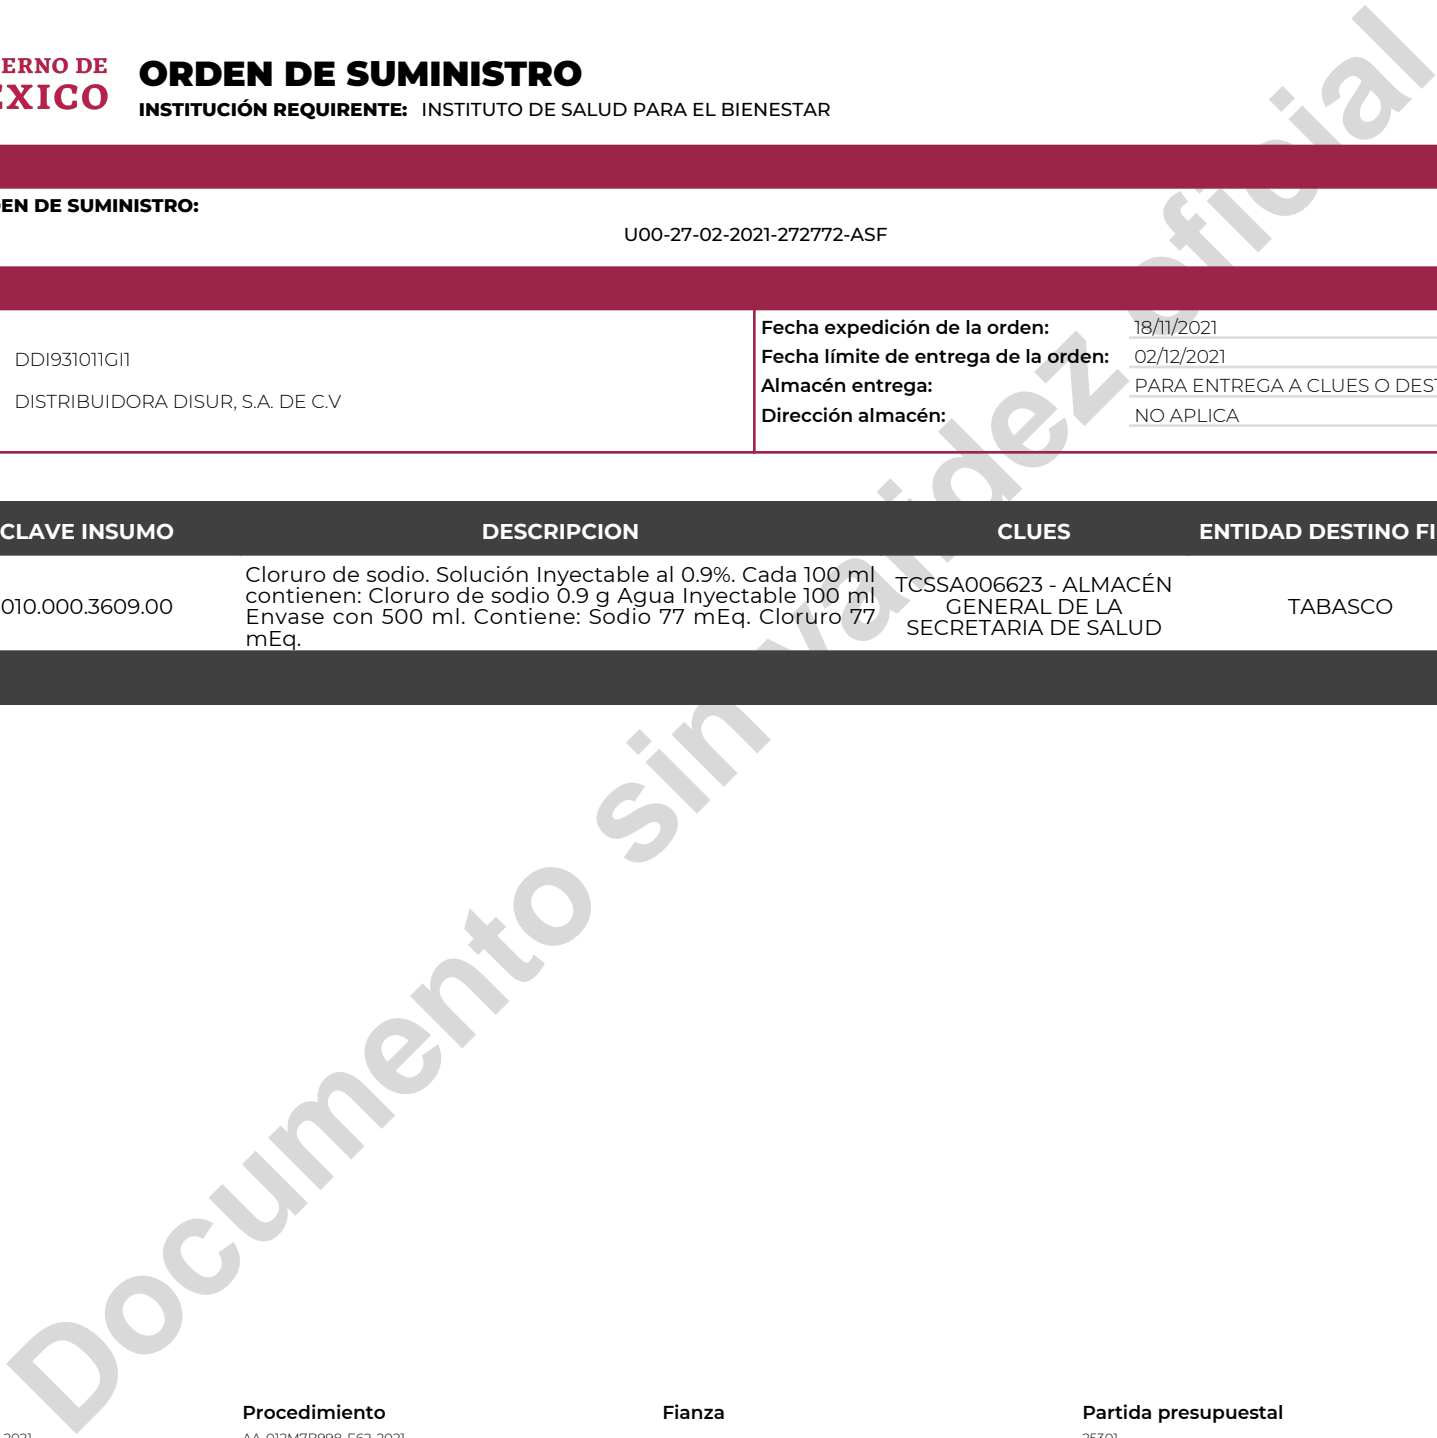 ERNO DE
EXICO
ORDEN DE SUMINISTRO
INSTITUCIÓN REQUIRENTE: INSTITUTO DE SALUD PARA EL BIENESTAR
EN DE SUMINISTRO:
U00-27-02-2021-272772-ASF
DDI931011GI1
DISTRIBUIDORA DISUR, S.A. DE C.V
Fecha expedición de la orden: 18/11/2021
Fecha límite de entrega de la orden: 02/12/2021
Almacén entrega: PARA ENTREGA A CLUES O DEST
Dirección almacén: NO APLICA
CLAVE INSUMO DESCRIPCION CLUES ENTIDAD DESTINO FI
010.000.3609.00
Cloruro de sodio. Solución Inyectable al 0.9%. Cada 100 ml
contienen: Cloruro de sodio 0.9 g Agua Inyectable 100 ml
Envase con 500 ml. Contiene: Sodio 77 mEq. Cloruro 77
mEq.
TCSSA006623 - ALMACÉN
GENERAL DE LA
SECRETARIA DE SALUD
TABASCO
Documento sin validez oficial
Procedimiento Fianza Partida presupuestal